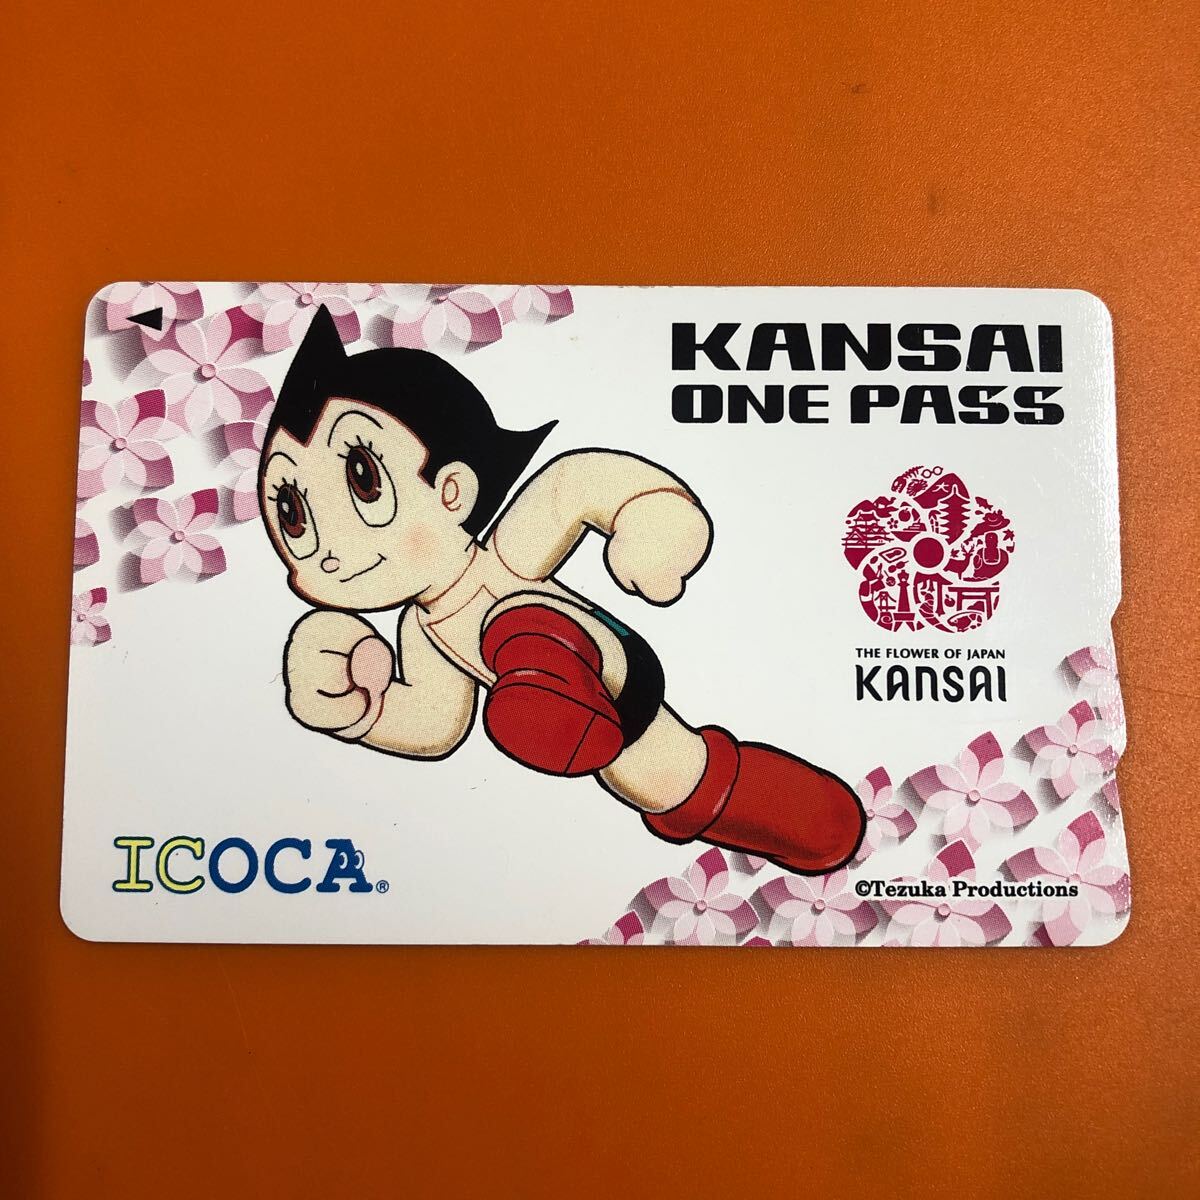 KANSAI
ONE PASS
THE FLOWER OF JAPAN
KANSAI
ICOCA®
©Tezuka Productions